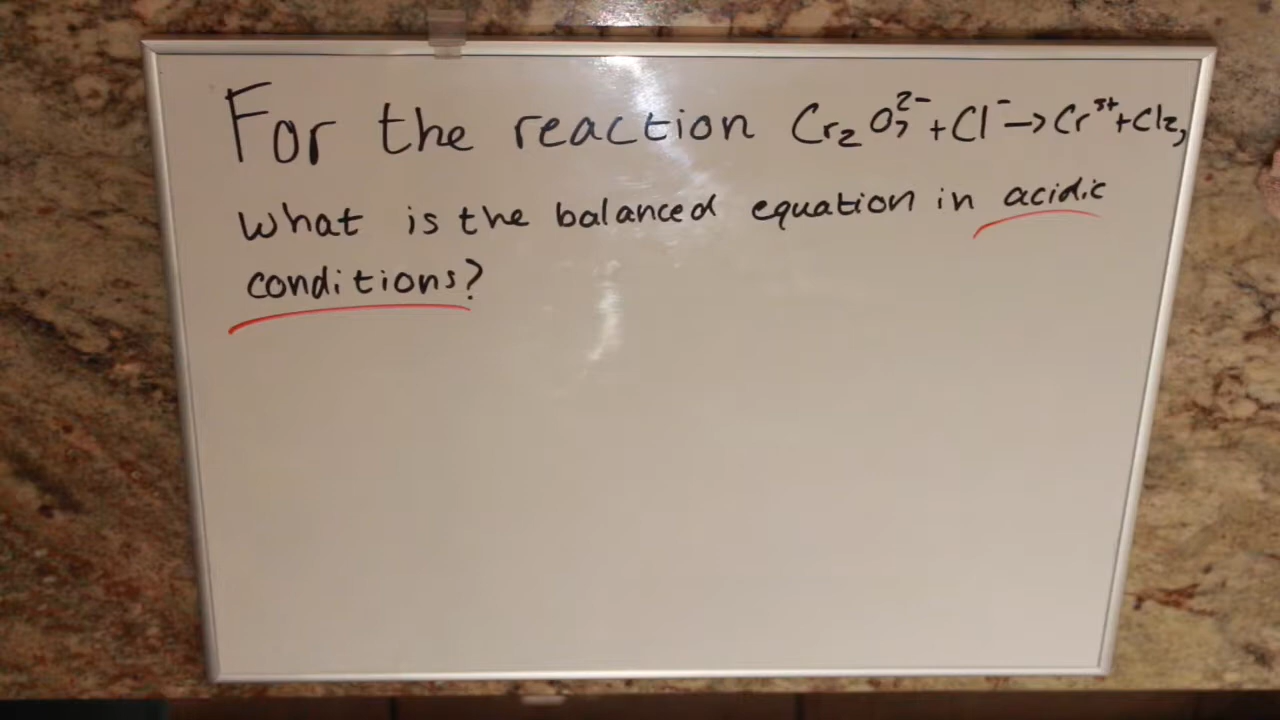 For the reaction Cr₂O₇²⁻+Cl⁻→Cr³⁺+Cl₂,
what is the balanced equation in acidic
conditions?